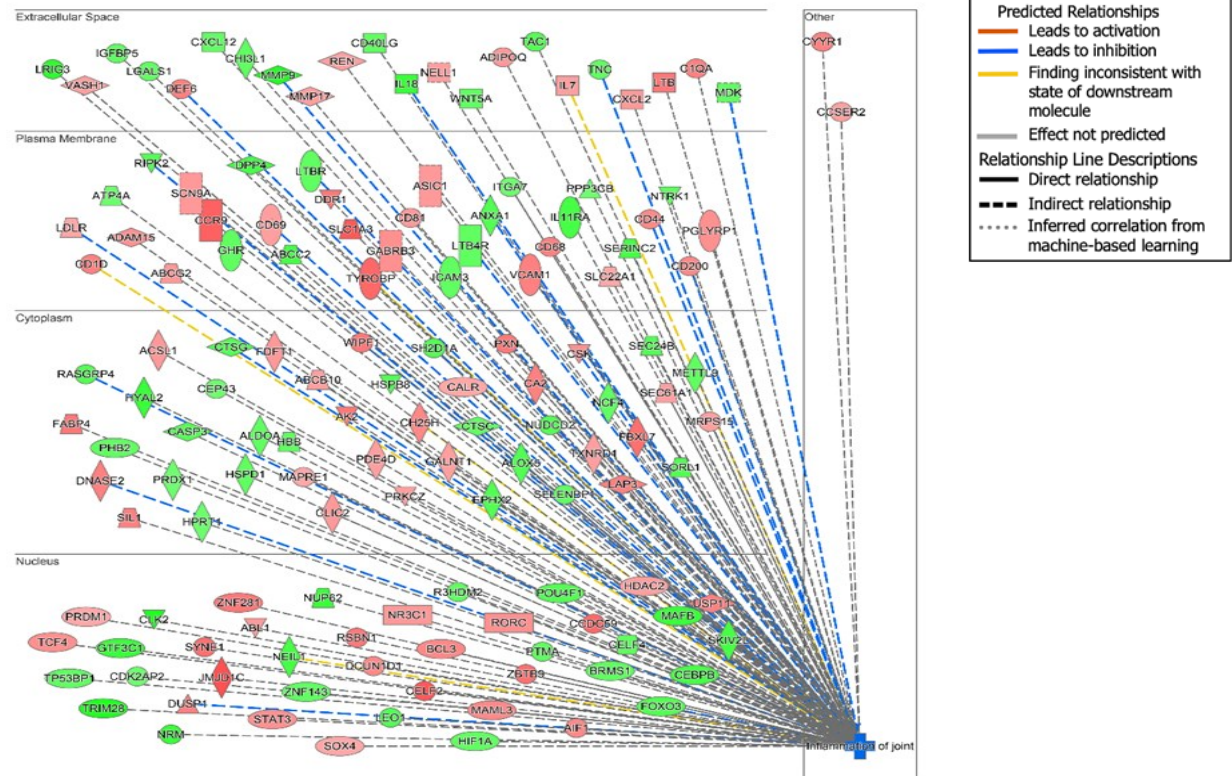 Extracellular Space
Other
CXCL12
CD40LG
TAC1
CYYR1
IGFBP5
CHI3L1
REN
ADIPOQ
LRIG3
LGALS1
MMP9
NELL1
TNC
C1QA
VASH1
DEF6
MMP17
IL18
WNT5A
IL7
CXCL2
LTB
MDK
CCSER2
Plasma Membrane
RIPK2
DPP4
LTBR
ASIC1
ITGA7
PPP3CB
NTRK1
ATP4A
SCN9A
DDR1
CD81
ANXA1
IL11RA
CD44
PGLYRP1
LDLR
ADAM15
CCR9
CD69
SLC1A3
GABRB3
LTB4R
CD68
SERINC2
CD1D
ABCG2
GHR
ABCC2
TYROBP
ICAM3
VCAM1
SLC22A1
CD200
Cytoplasm
ACSL1
CTSG
FDFT1
WIPF1
SH2D1A
PXN
CSK
SEC24B
RASGRP4
HYAL2
CEP43
ABCB10
HSPB8
CALR
CA2
NCF4
SEC61A1
METTL9
FABP4
CASP3
ALDOA
HBB
AK2
CH25H
CTSC
NUDCD2
FBXL7
MRPS15
PHB2
PDE4D
GALNT1
ALOX5
TXNRD1
SORL1
DNASE2
PRDX1
HSPD1
MAPRE1
PRKCZ
EPHX2
SELENBP1
LAP3
SIL1
HPRT1
CLIC2
Nucleus
R3HDM2
POU4F1
HDAC2
PRDM1
CLK2
ZNF281
NUP62
NR3C1
RORC
CCDC59
USP11
MAFB
TCF4
GTF3C1
SYNE1
ABL1
RSBN1
BCL3
PTMA
CELF4
SKIV2L
NEIL1
DCUN1D1
ZBTB9
BRMS1
CEBPB
TP53BP1
CDK2AP2
JMJD1C
ZNF143
CELF2
TRIM28
DUSP1
STAT3
LEO1
MAML3
AIF1
FOXO3
NRM
SOX4
HIF1A
Inflammation of joint
Predicted Relationships
Leads to activation
Leads to inhibition
Finding inconsistent with
state of downstream
molecule
Effect not predicted
Relationship Line Descriptions
Direct relationship
Indirect relationship
Inferred correlation from
machine-based learning